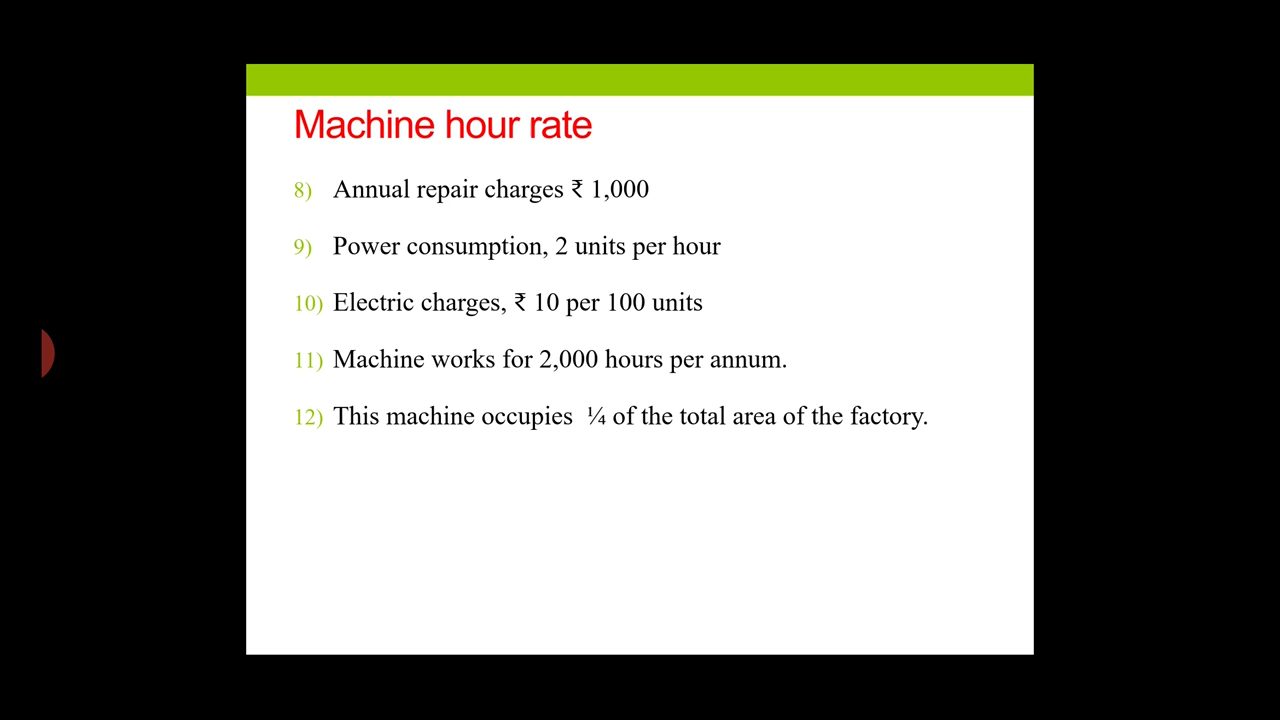 Machine hour rate
8) Annual repair charges ₹ 1,000
9) Power consumption, 2 units per hour
10) Electric charges, ₹ 10 per 100 units
11) Machine works for 2,000 hours per annum.
12) This machine occupies ¼ of the total area of the factory.